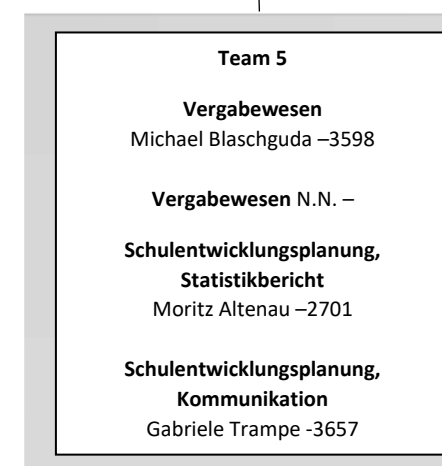 Team 5
Vergabewesen
Michael Blaschguda –3598
Vergabewesen N.N. –
Schulentwicklungsplanung,
Statistikbericht
Moritz Altenau –2701
Schulentwicklungsplanung,
Kommunikation
Gabriele Trampe -3657